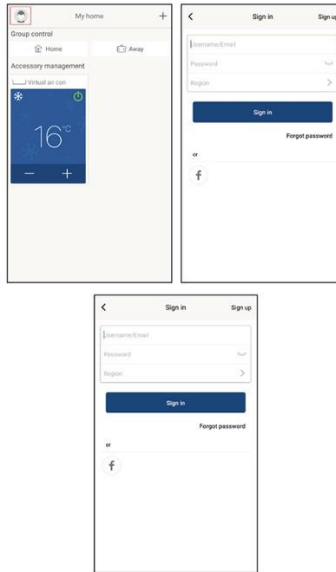 My home +
Group control
Home Away
Accessory management
Virtual air con
16°C
− +
Sign in Sign up
Username/Email
Password
Region
Sign in
Forgot password
or
f
Sign in Sign up
Username/Email
Password
Region
Sign in
Forgot password
or
f